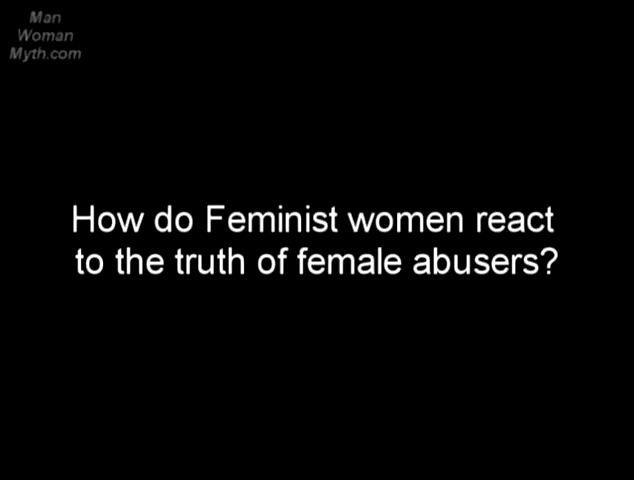 Man
Woman
Myth.com
How do Feminist women react
to the truth of female abusers?